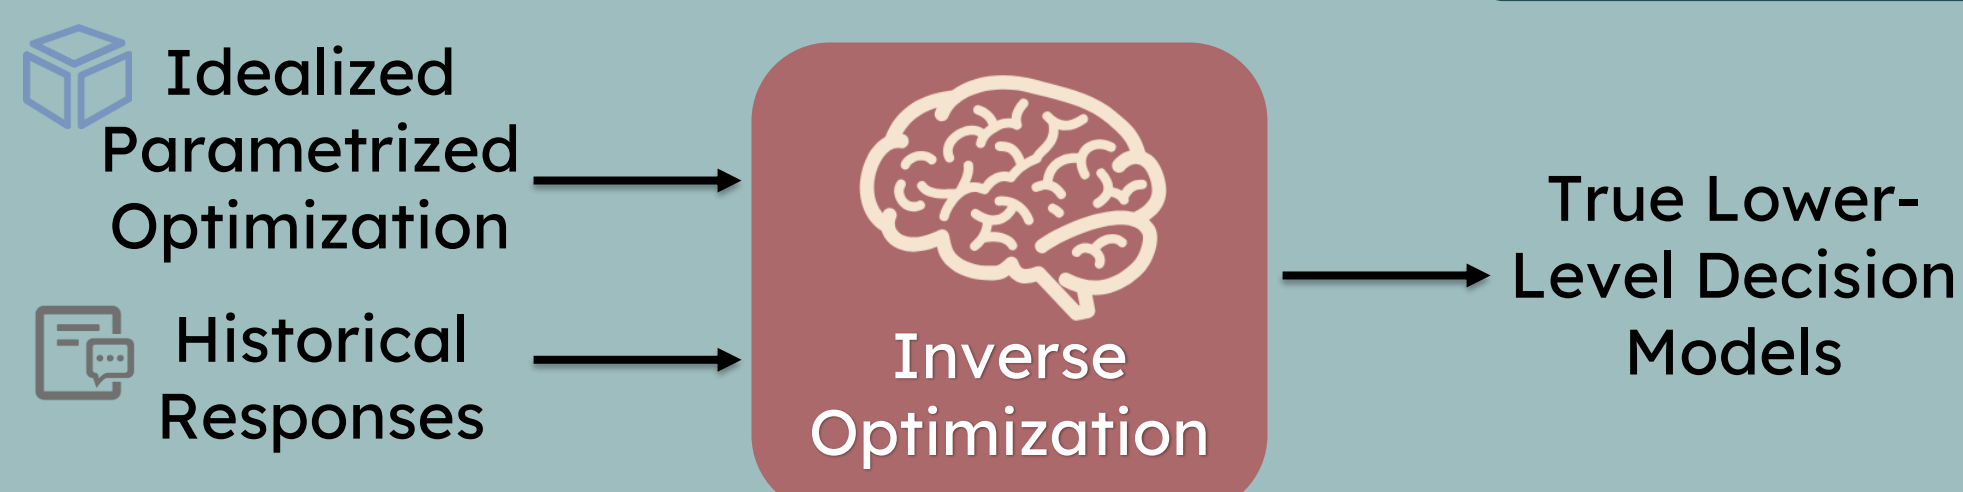 Idealized
Parametrized
Optimization
Historical
Responses
Inverse
Optimization
True Lower-
Level Decision
Models